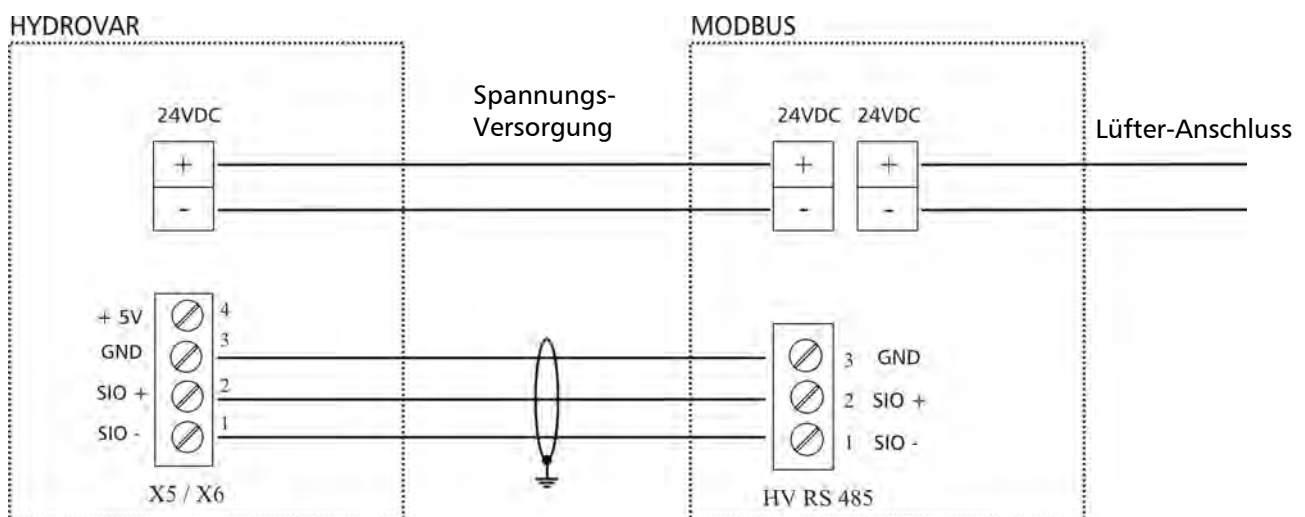 HYDROVAR
MODBUS
Spannungs-
Versorgung
24VDC
24VDC 24VDC
Lüfter-Anschluss
+ + +
- - -
+ 5V 4
GND 3
SIO + 2
SIO - 1
3 GND
2 SIO +
1 SIO -
X5 / X6
HV RS 485